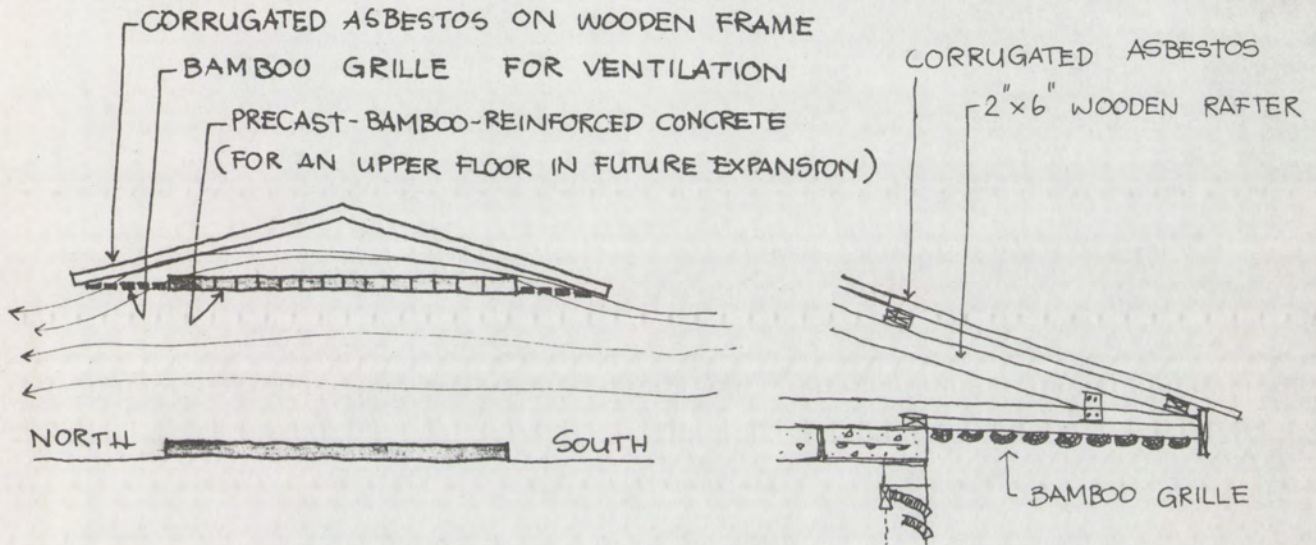 CORRUGATED ASBESTOS ON WOODEN FRAME
BAMBOO GRILLE FOR VENTILATION
PRECAST-BAMBOO-REINFORCED CONCRETE
(FOR AN UPPER FLOOR IN FUTURE EXPANSION)
NORTH
SOUTH
CORRUGATED ASBESTOS
2"x6" WOODEN RAFTER
BAMBOO GRILLE